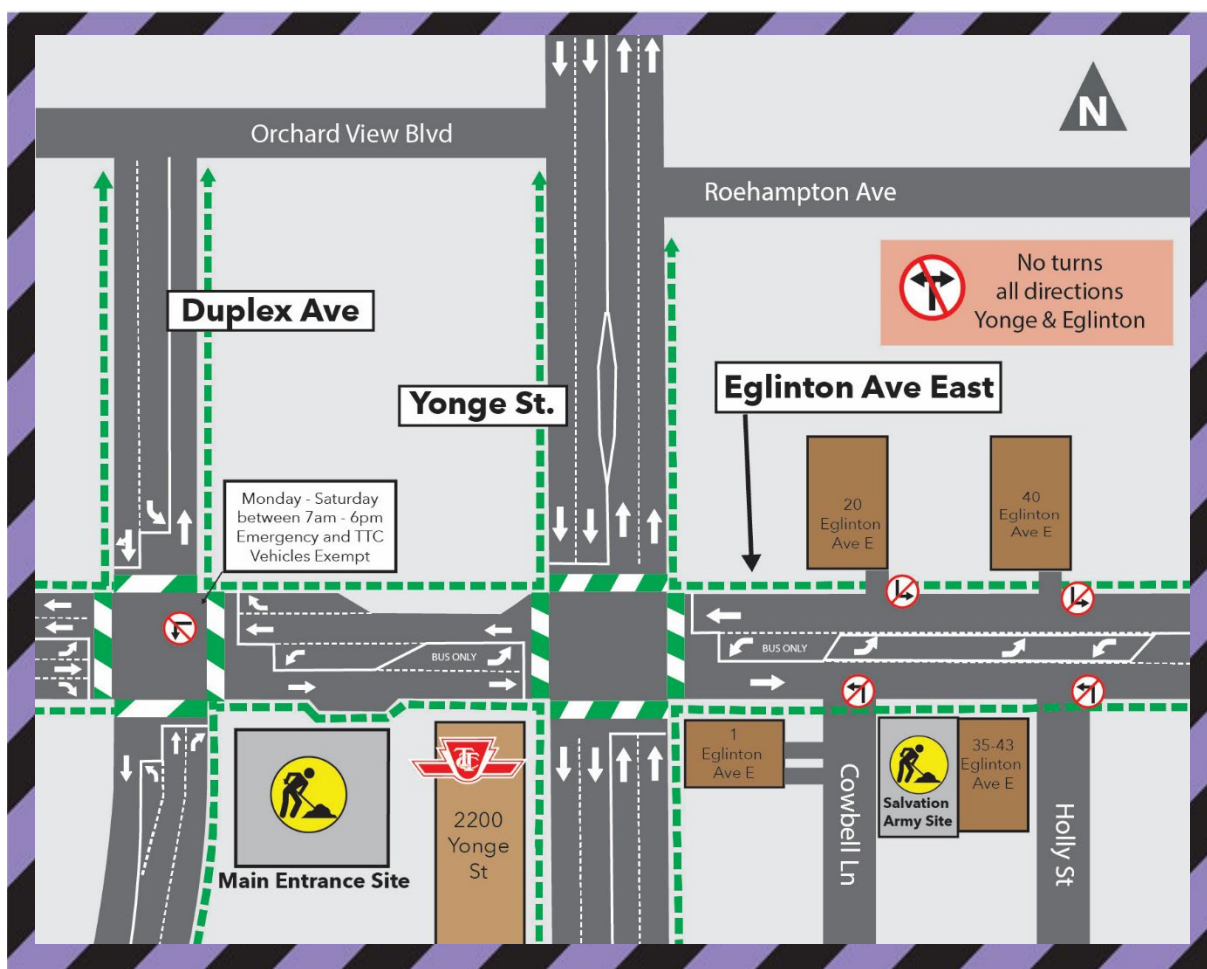 N
Orchard View Blvd
Roehampton Ave
No turns
all directions
Yonge & Eglinton
Duplex Ave
Yonge St.
Eglinton Ave East
Monday - Saturday
between 7am - 6pm
Emergency and TTC
Vehicles Exempt
20
Eglinton
Ave E
40
Eglinton
Ave E
BUS ONLY
BUS ONLY
Main Entrance Site
TTC
2200
Yonge
St
1
Eglinton
Ave E
Cowbell Ln
Salvation
Army Site
35-43
Eglinton
Ave E
Holly St